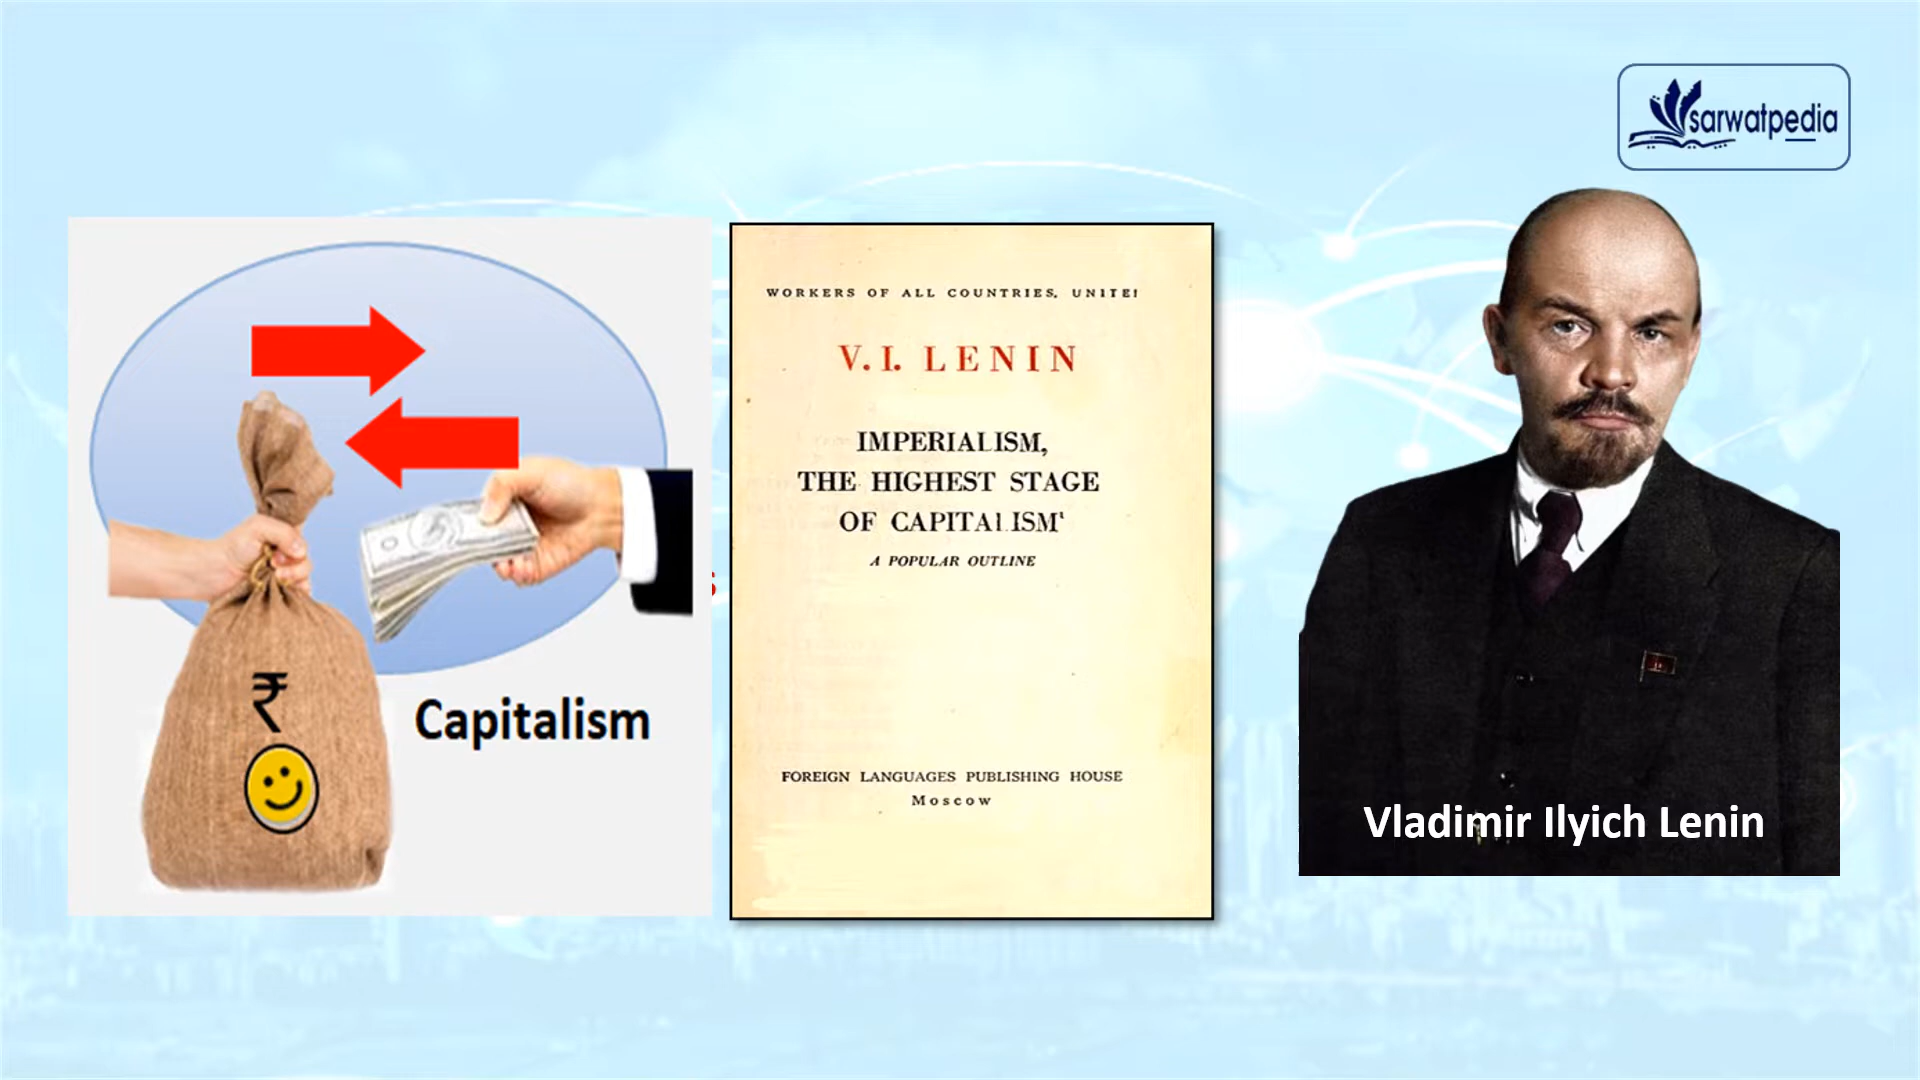 sarwatpedia
₹
Capitalism
WORKERS OF ALL COUNTRIES, UNITE!
V. I. LENIN
IMPERIALISM,
THE HIGHEST STAGE
OF CAPITALISM¹
A POPULAR OUTLINE
FOREIGN LANGUAGES PUBLISHING HOUSE
Moscow
Vladimir Ilyich Lenin